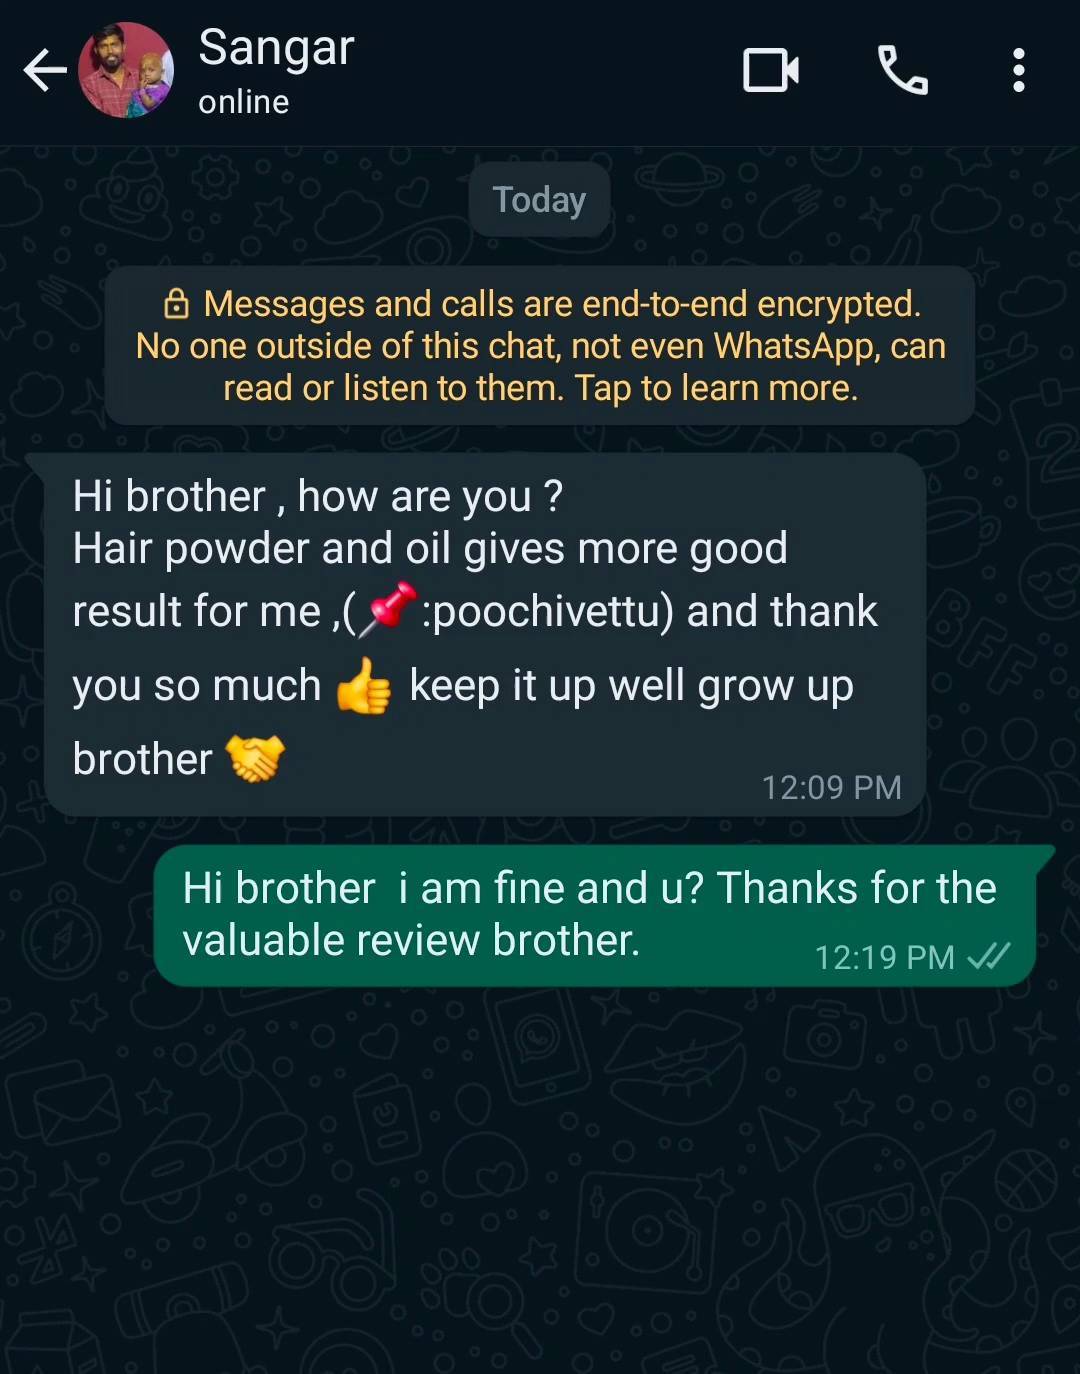 Sangar
online
Today
🔒 Messages and calls are end-to-end encrypted.
No one outside of this chat, not even WhatsApp, can
read or listen to them. Tap to learn more.
Hi brother , how are you ?
Hair powder and oil gives more good
result for me ,(📌:poochivettu) and thank
you so much 👍 keep it up well grow up
brother 🤝
12:09 PM
Hi brother  i am fine and u? Thanks for the
valuable review brother.
12:19 PM